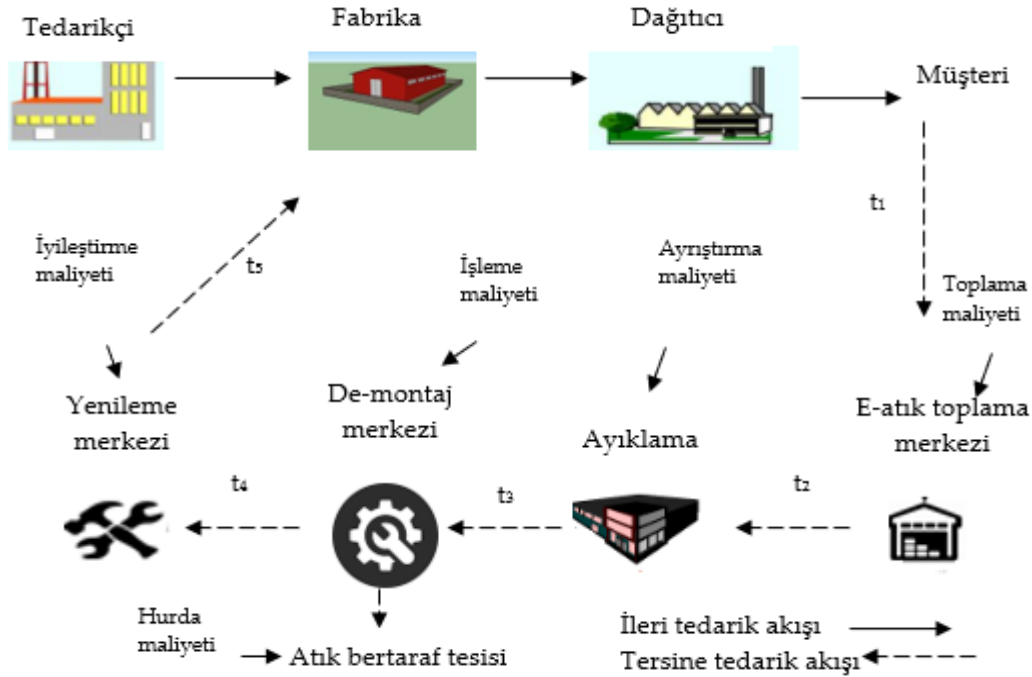 Tedarikçi
Fabrika
Dağıtıcı
Müşteri
t1
İyileştirme
maliyeti
t5
İşleme
maliyeti
Ayrıştırma
maliyeti
Toplama
maliyeti
Yenileme
merkezi
De-montaj
merkezi
Ayıklama
E-atık toplama
merkezi
t4
t3
t2
Hurda
maliyeti
Atık bertaraf tesisi
İleri tedarik akışı
Tersine tedarik akışı